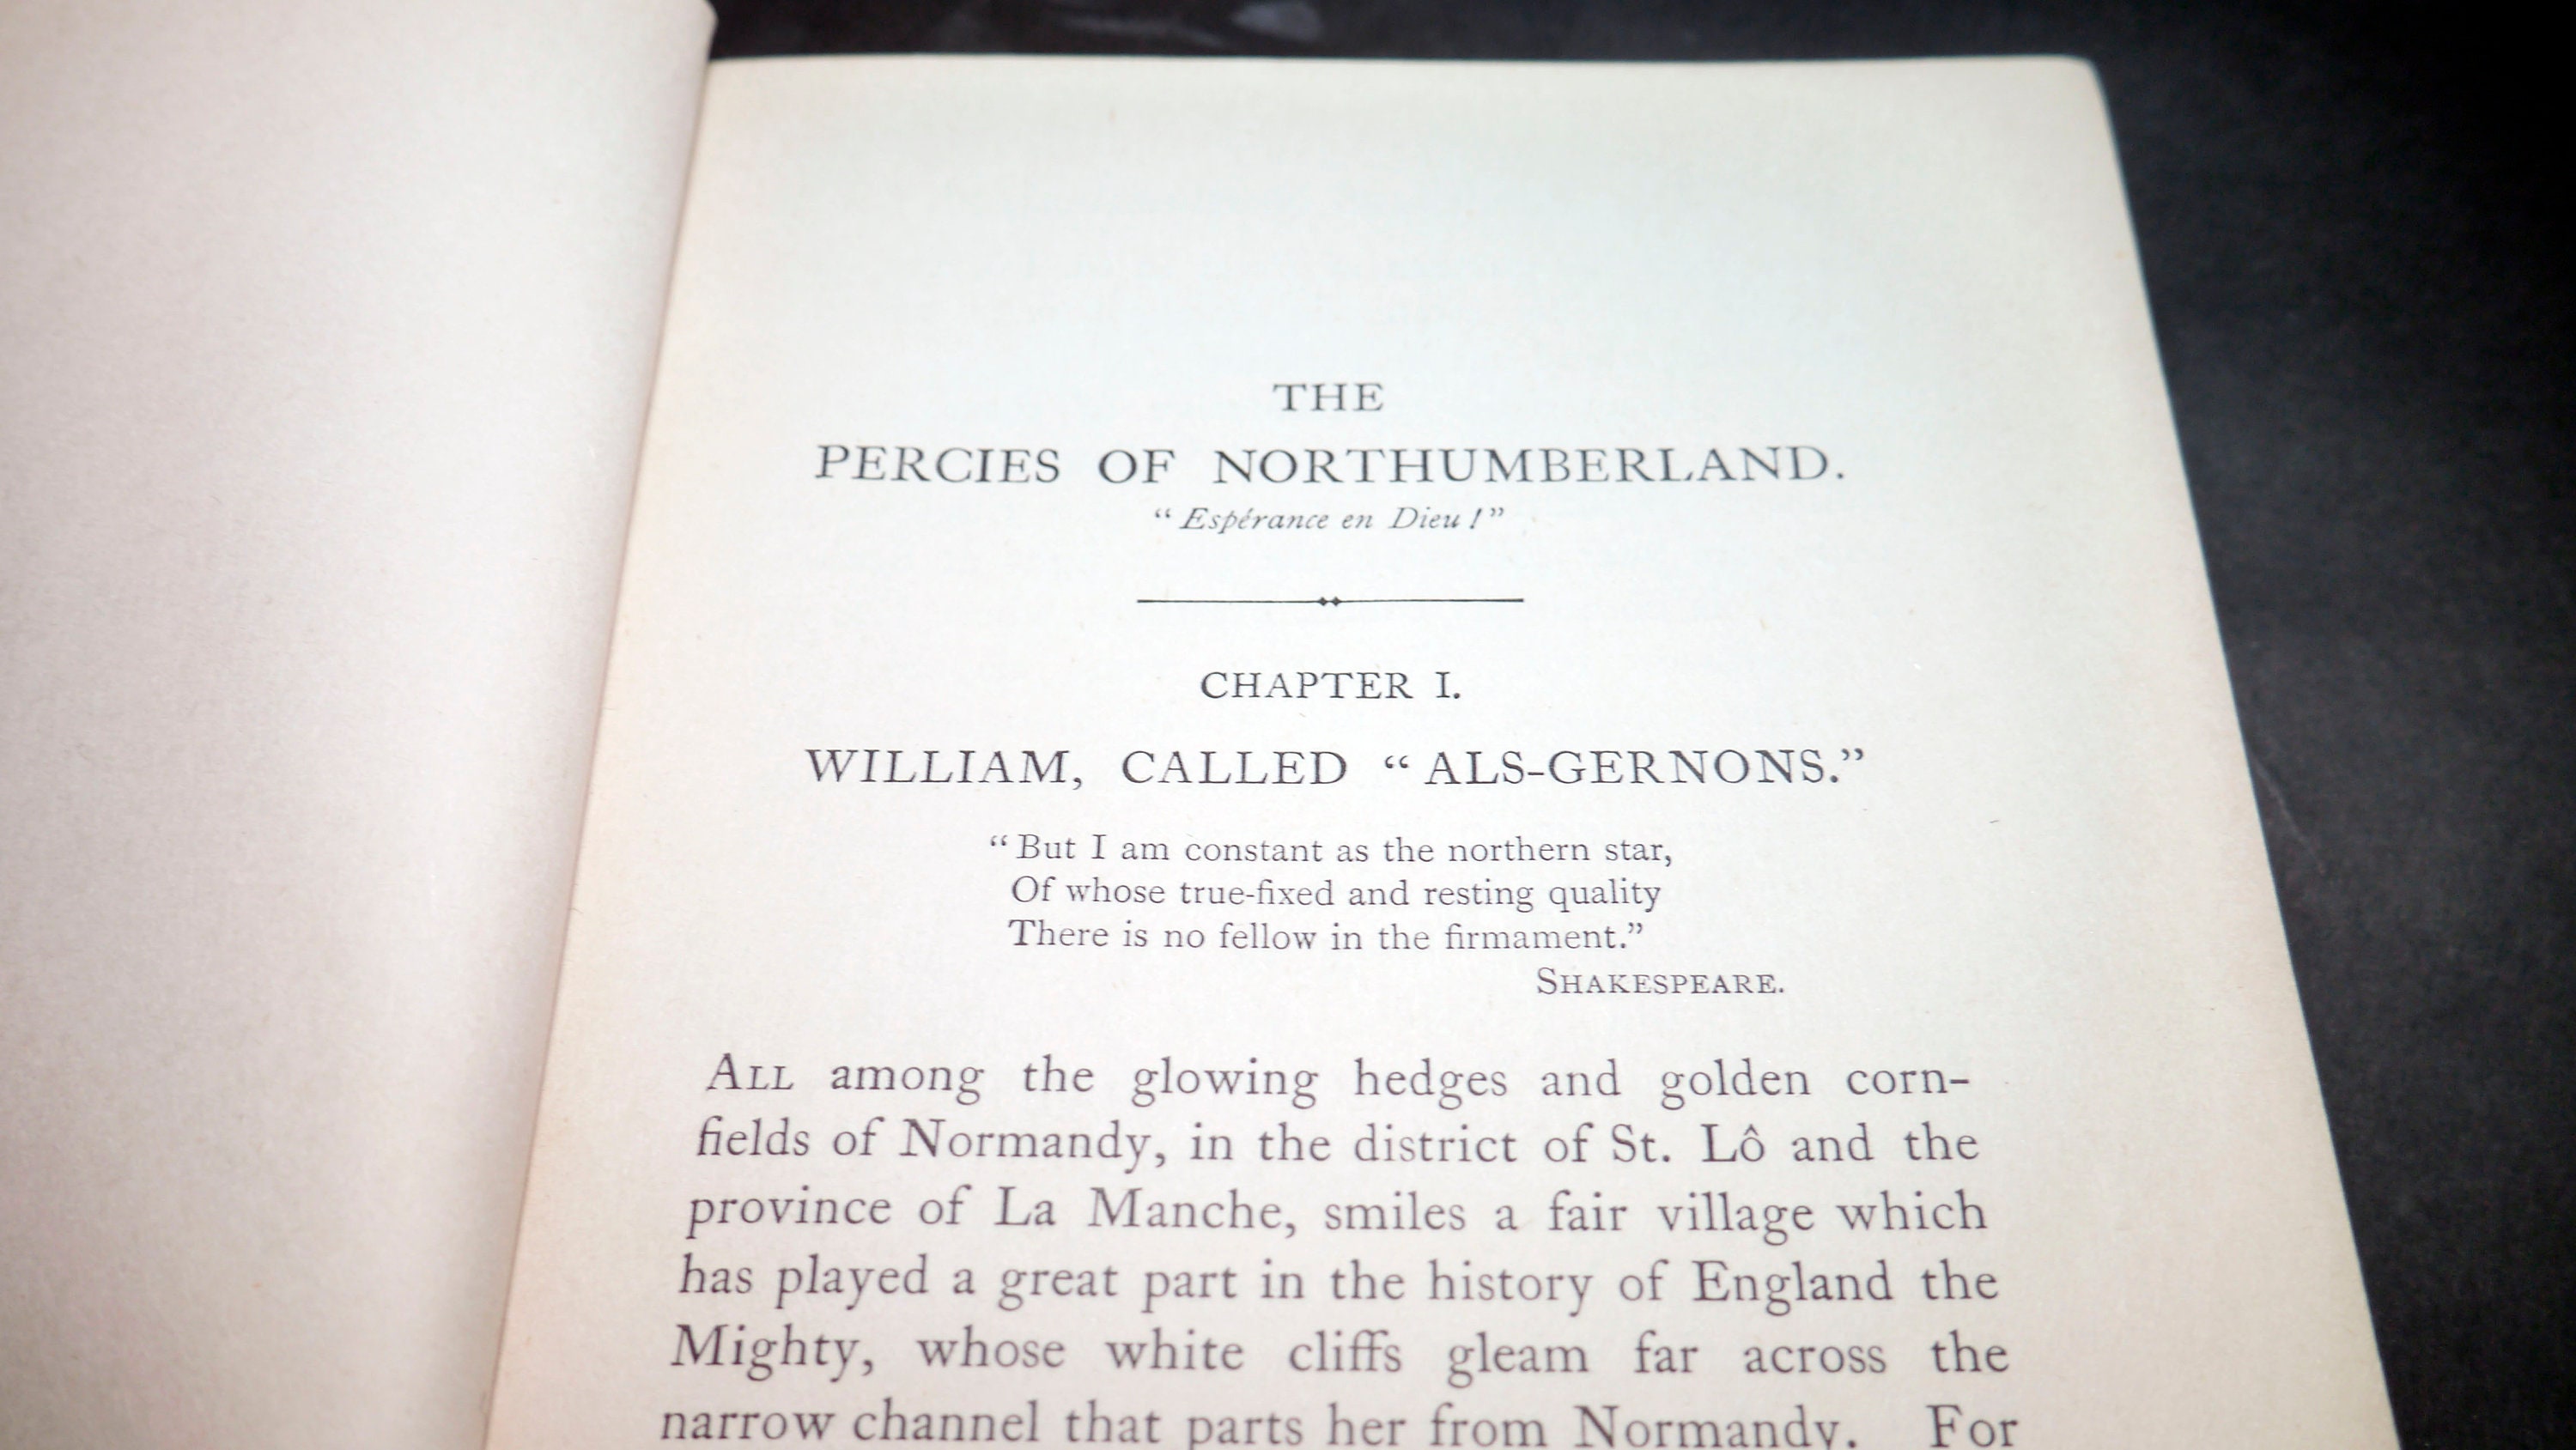 THE
PERCIES OF NORTHUMBERLAND.
“Espérance en Dieu!”
CHAPTER I.
WILLIAM, CALLED “ALS-GERNONS.”
“But I am constant as the northern star,
Of whose true-fixed and resting quality
There is no fellow in the firmament.”
SHAKESPEARE.
ALL among the glowing hedges and golden corn-
fields of Normandy, in the district of St. Lô and the
province of La Manche, smiles a fair village which
has played a great part in the history of England the
Mighty, whose white cliffs gleam far across the
narrow channel that parts her from Normandy. For